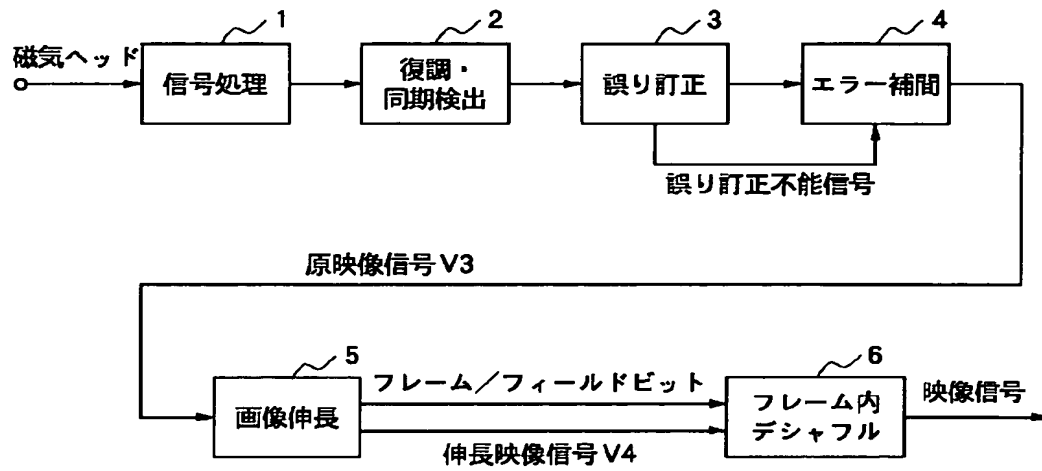 1
2
3
4
磁気ヘッド
信号処理
復調・
同期検出
誤り訂正
エラー補間
誤り訂正不能信号
原映像信号V3
5
6
画像伸長
フレーム／フィールドビット
伸長映像信号V4
フレーム内
デシャフル
映像信号